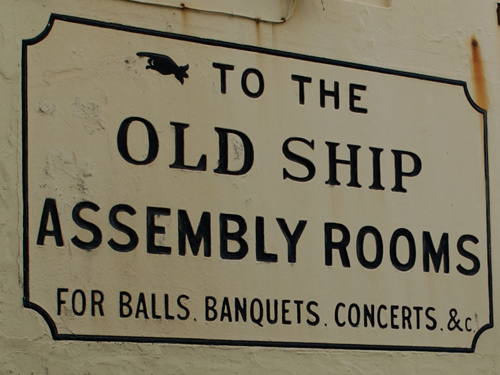 TO THE
OLD SHIP
ASSEMBLY ROOMS
FOR BALLS. BANQUETS. CONCERTS. &c.